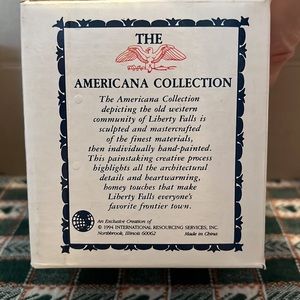 THE
AMERICANA COLLECTION
The Americana Collection
depicting the old western
community of Liberty Falls
is sculpted and mastercrafted
of the finest materials,
then individually hand-painted.
This painstaking creative process
highlights all the architectural
details and heartwarming,
homey touches that make
Liberty Falls everyone's
favorite frontier town.
An Exclusive Creation of
© 1994 INTERNATIONAL RESOURCING SERVICES, INC.
Northbrook, Illinois 60062 Made in China